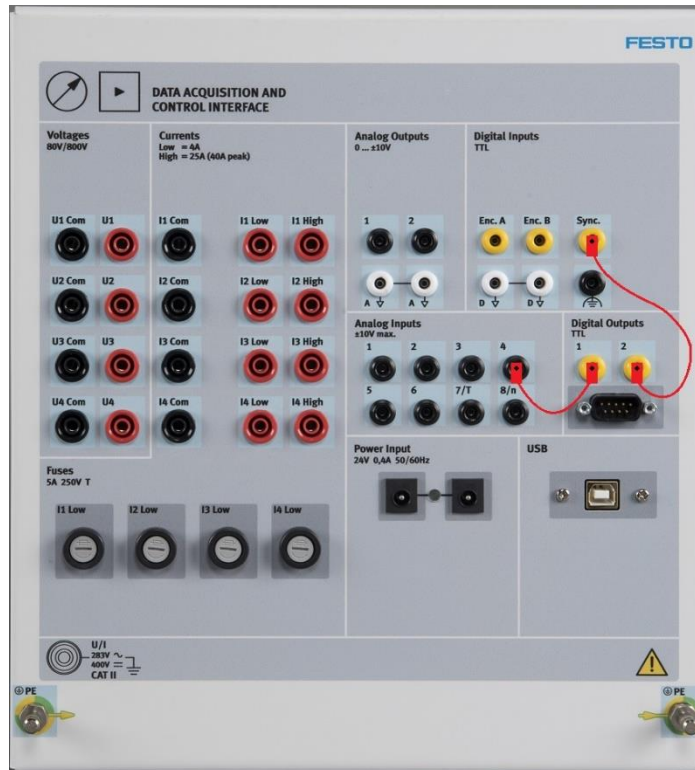 FESTO
DATA ACQUISITION AND
CONTROL INTERFACE
Voltages
80V/800V
U1 Com U1
U2 Com U2
U3 Com U3
U4 Com U4
Currents
Low = 4A
High = 25A (40A peak)
I1 Com I1 Low I1 High
I2 Com I2 Low I2 High
I3 Com I3 Low I3 High
I4 Com I4 Low I4 High
Analog Outputs
0 ... ±10V
1 2
A A
Digital Inputs
TTL
Enc. A Enc. B Sync.
D D
Analog Inputs
±10V max.
1 2 3 4
5 6 7/T 8/n
Digital Outputs
TTL
1 2
Fuses
5A 250V T
I1 Low I2 Low I3 Low I4 Low
Power Input
24V 0,4A 50/60Hz
USB
U/I
283V ~
400V ⎓
CAT II
PE
PE